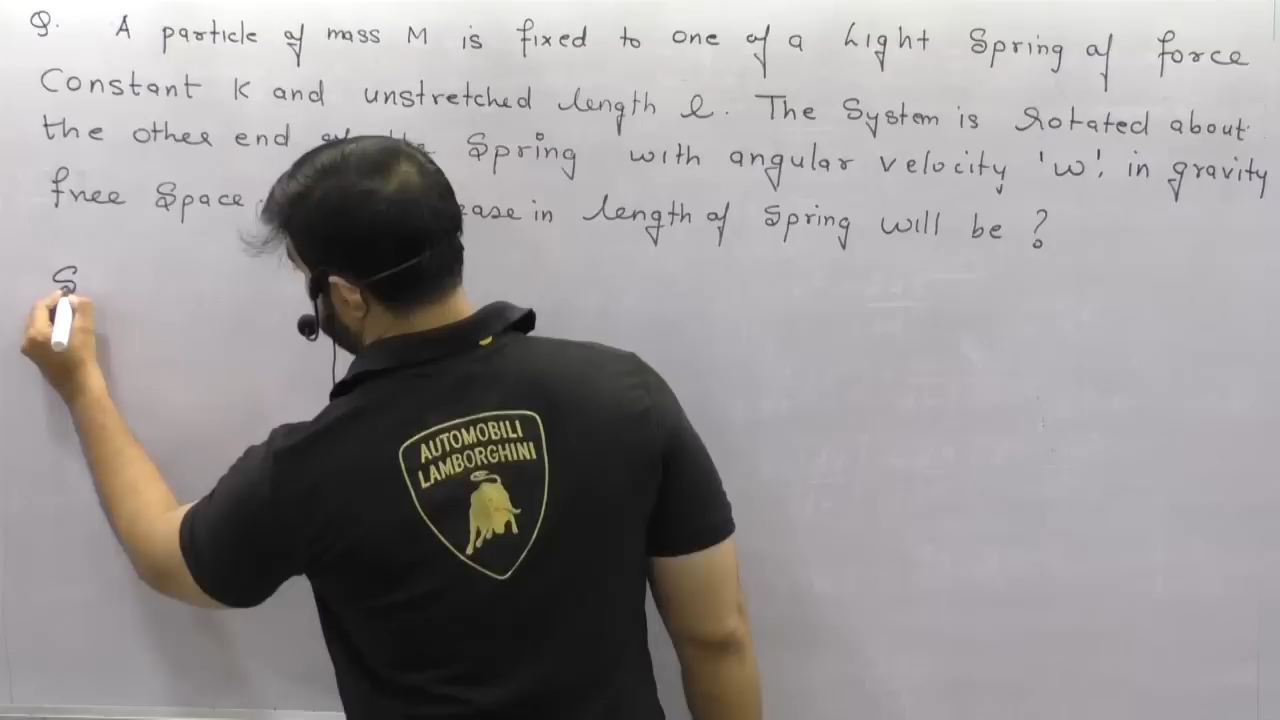 Q. A particle of mass M is fixed to one of a Light Spring of force
Constant K and unstretched length l. The System is rotated about
the other end Spring with angular velocity 'w'. in gravity
free Space in length of Spring will be ?
S
AUTOMOBILI
LAMBORGHINI